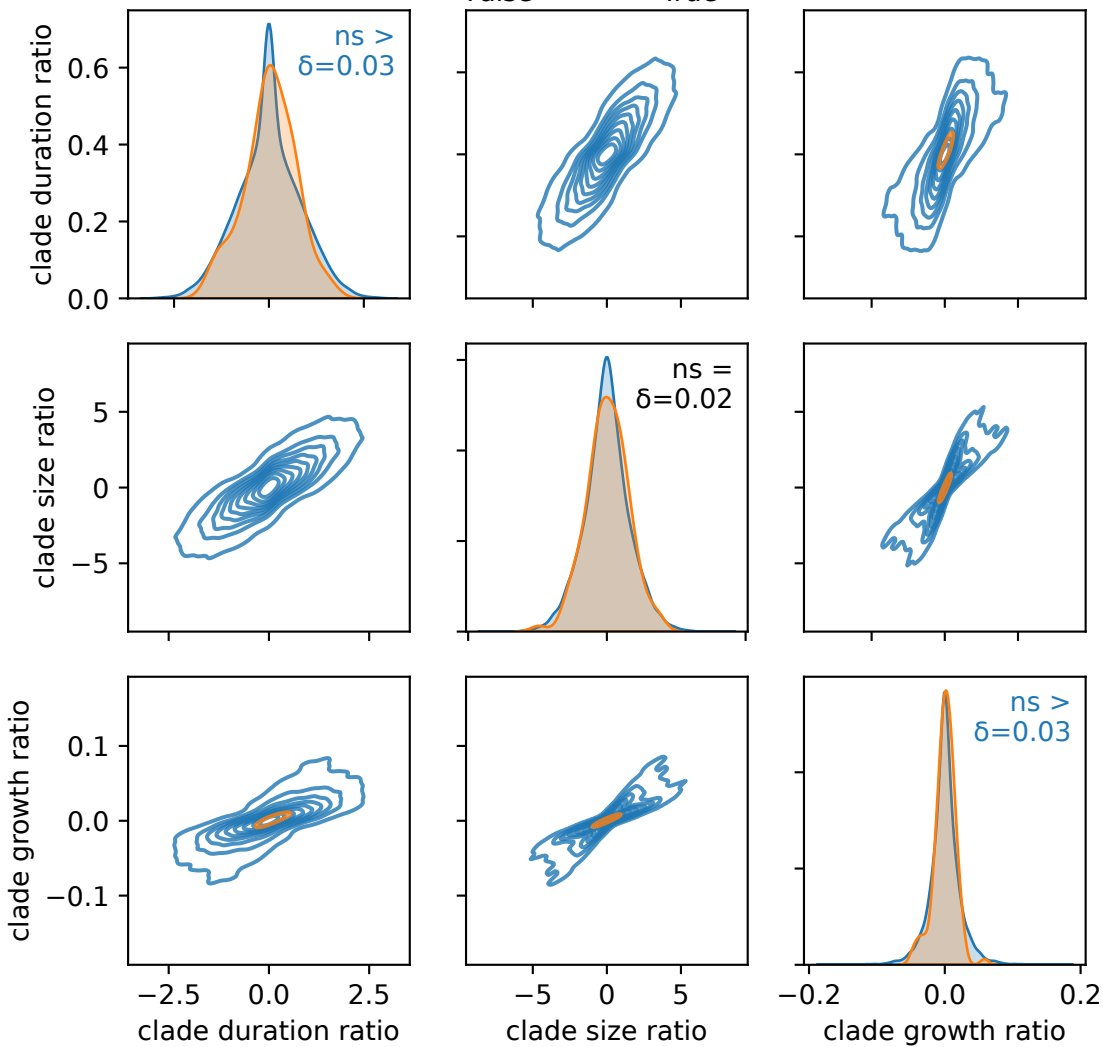 clade duration ratio
0.6
0.4
0.2
0.0
ns >
δ=0.03
clade size ratio
5
0
−5
ns =
δ=0.02
clade growth ratio
0.1
0.0
−0.1
ns >
δ=0.03
−2.5 0.0 2.5
−5 0 5
−0.2 0.0 0.2
clade duration ratio
clade size ratio
clade growth ratio